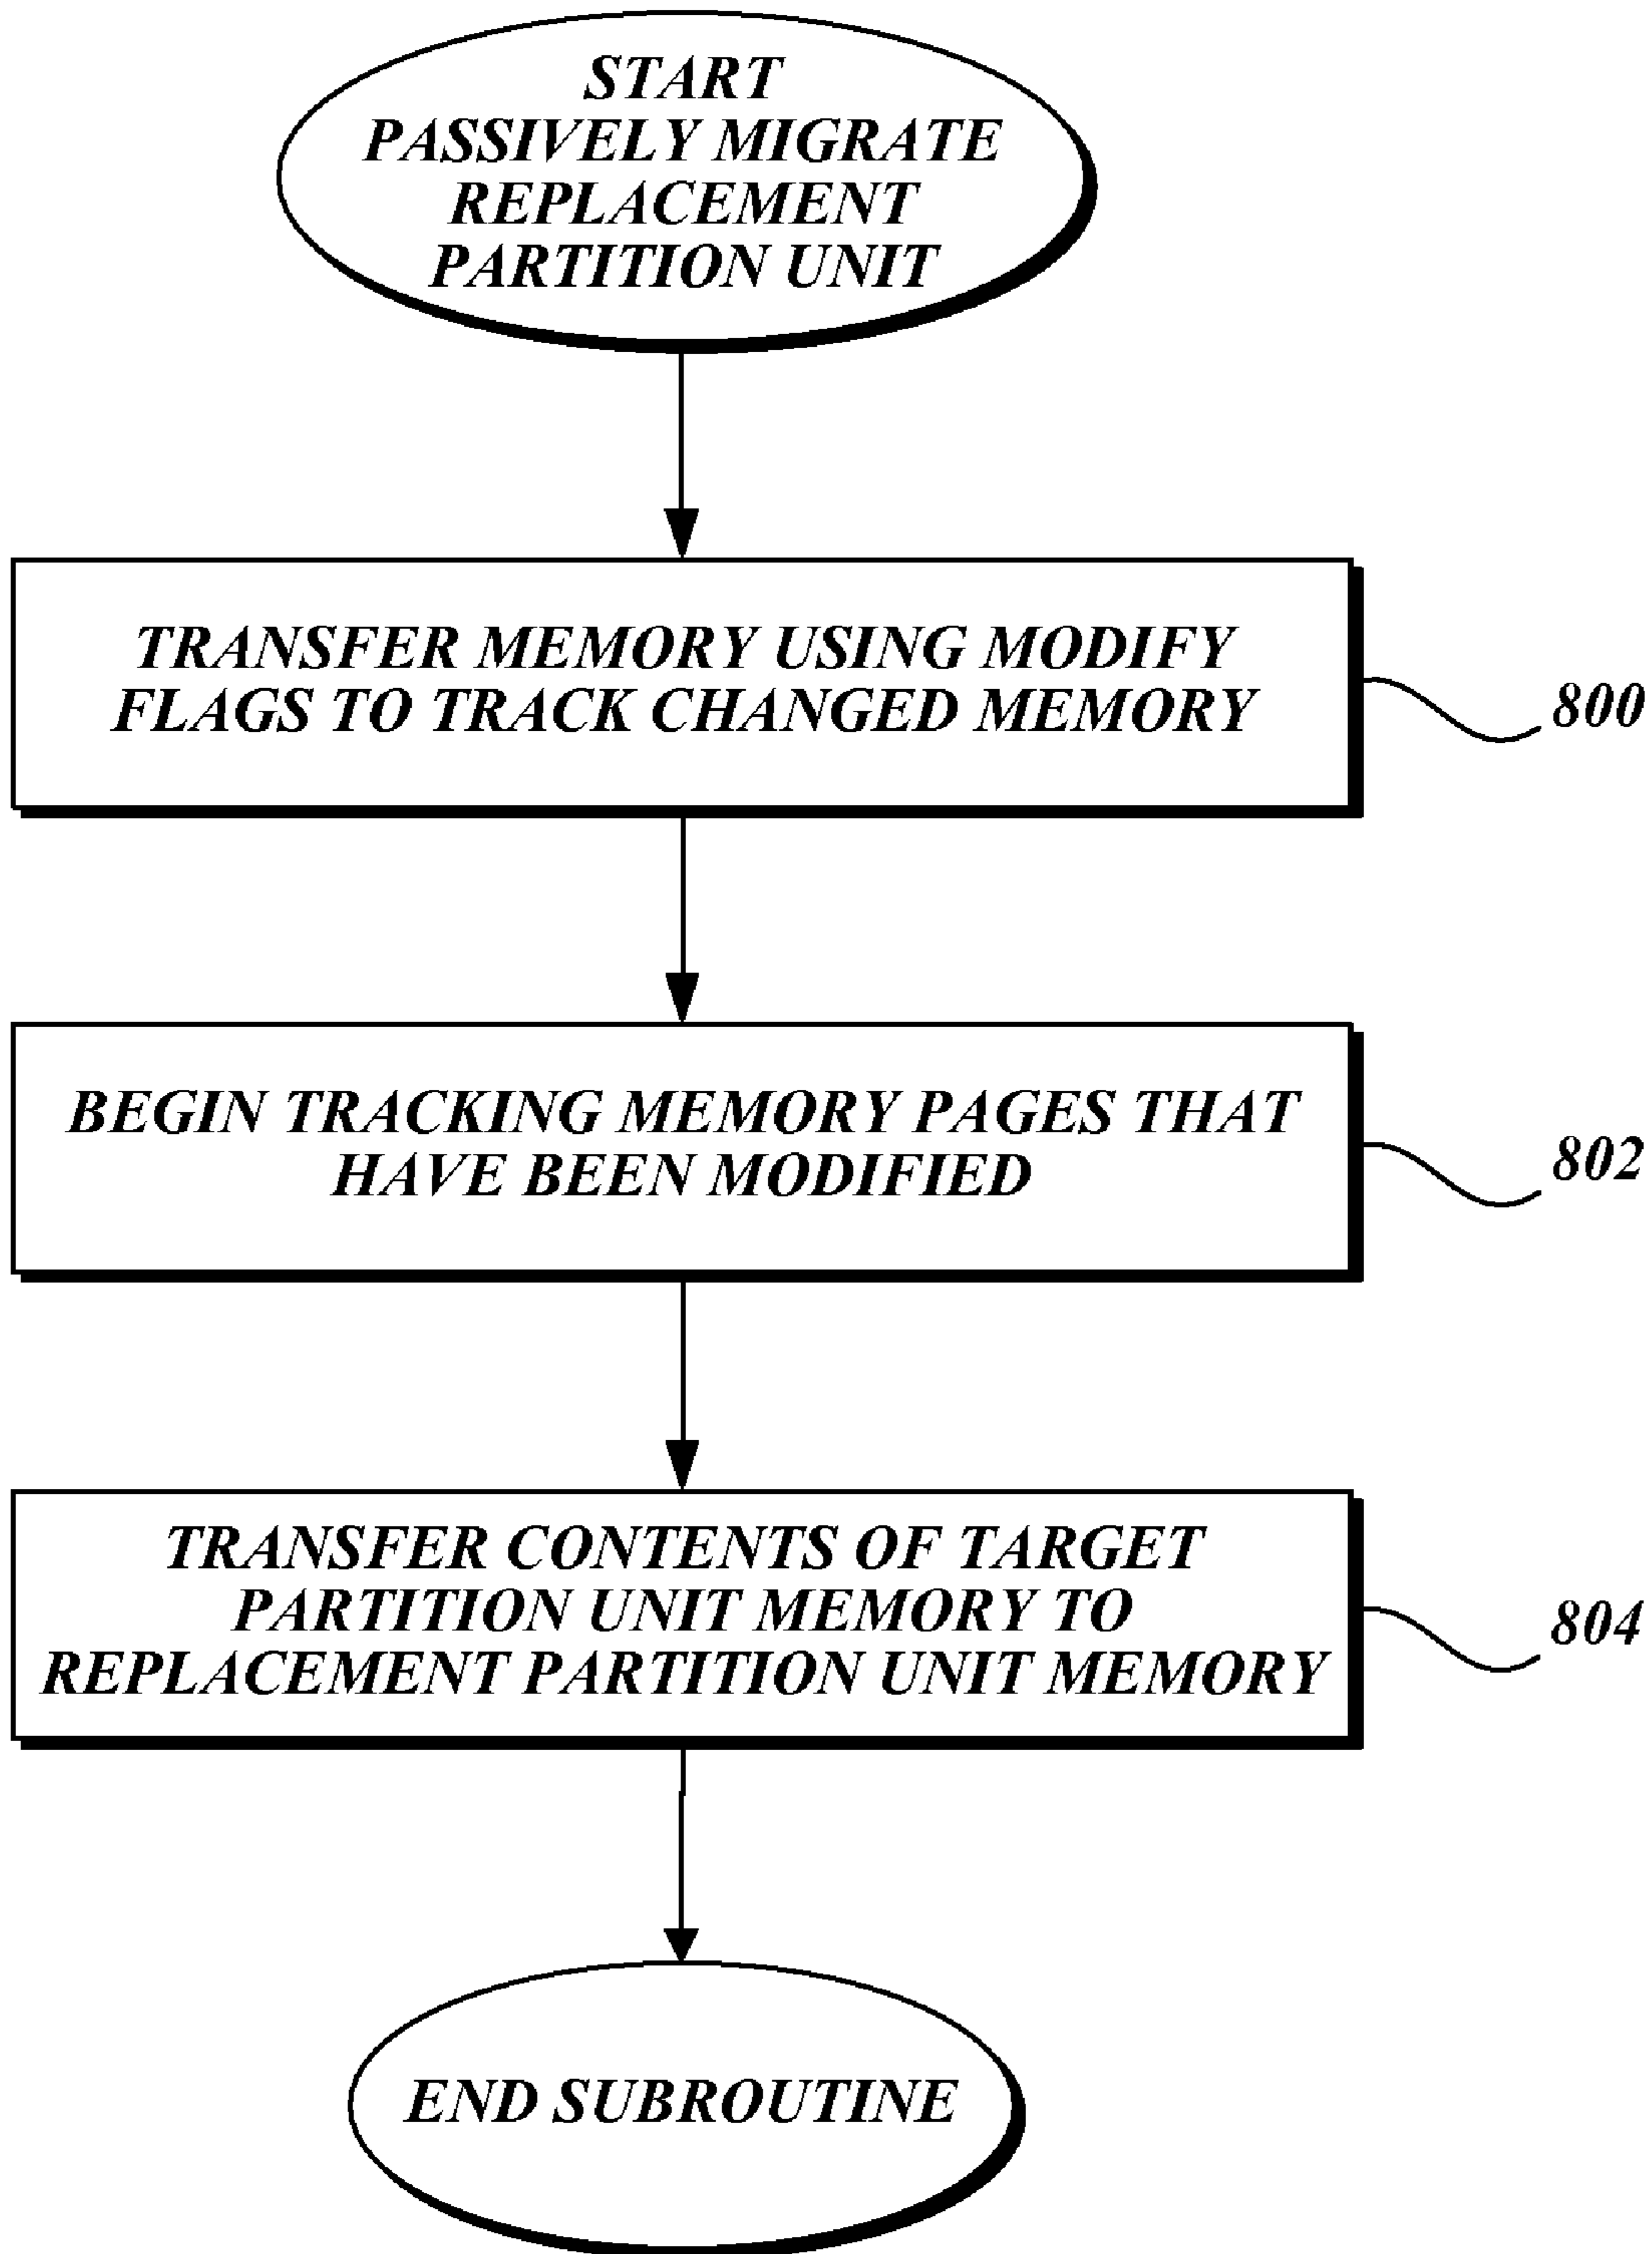 START
PASSIVELY MIGRATE
REPLACEMENT
PARTITION UNIT
TRANSFER MEMORY USING MODIFY
FLAGS TO TRACK CHANGED MEMORY
800
BEGIN TRACKING MEMORY PAGES THAT
HAVE BEEN MODIFIED
802
TRANSFER CONTENTS OF TARGET
PARTITION UNIT MEMORY TO
REPLACEMENT PARTITION UNIT MEMORY
804
END SUBROUTINE